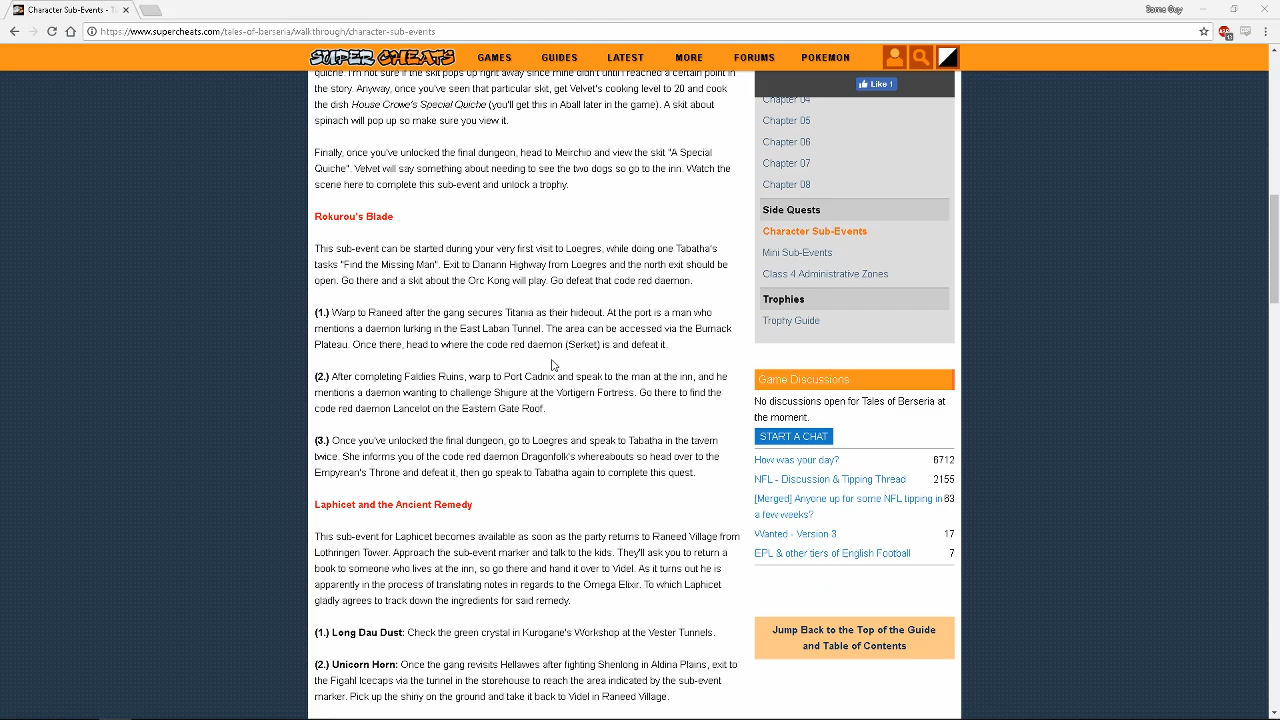 Character Sub-Events - T
Some Guy
https://www.supercheats.com/tales-of-berseria/walkthrough/character-sub-events
SUPER CHEATS
GAMES
GUIDES
LATEST
MORE
FORUMS
POKEMON
quiche. I'm not sure if the skit pops up right away since mine didn't until I reached a certain point in
the story. Anyway, once you've seen that particular skit, get Velvet's cooking level to 20 and cook
the dish House Crowe's Special Quiche (you'll get this in Aball later in the game). A skit about
spinach will pop up so make sure you view it.
Finally, once you've unlocked the final dungeon, head to Meirchio and view the skit "A Special
Quiche". Velvet will say something about needing to see the two dogs so go to the inn. Watch the
scene here to complete this sub-event and unlock a trophy.
Rokurou's Blade
This sub-event can be started during your very first visit to Loegres, while doing one Tabatha's
tasks "Find the Missing Man". Exit to Danann Highway from Loegres and the north exit should be
open. Go there and a skit about the Orc Kong will play. Go defeat that code red daemon.
(1.) Warp to Raneed after the gang secures Titania as their hideout. At the port is a man who
mentions a daemon lurking in the East Laban Tunnel. The area can be accessed via the Burnack
Plateau. Once there, head to where the code red daemon (Serket) is and defeat it.
(2.) After completing Faldies Ruins, warp to Port Cadnix and speak to the man at the inn, and he
mentions a daemon wanting to challenge Shigure at the Vortigern Fortress. Go there to find the
code red daemon Lancelot on the Eastern Gate Roof.
(3.) Once you've unlocked the final dungeon, go to Loegres and speak to Tabatha in the tavern
twice. She informs you of the code red daemon Dragonfolk's whereabouts so head over to the
Empyrean's Throne and defeat it, then go speak to Tabatha again to complete this quest.
Laphicet and the Ancient Remedy
This sub-event for Laphicet becomes available as soon as the party returns to Raneed Village from
Lothringen Tower. Approach the sub-event marker and talk to the kids. They'll ask you to return a
book to someone who lives at the inn, so go there and hand it over to Videl. As it turns out he is
apparently in the process of translating notes in regards to the Omega Elixir. To which Laphicet
gladly agrees to track down the ingredients for said remedy.
(1.) Long Dau Dust: Check the green crystal in Kurogane's Workshop at the Vester Tunnels.
(2.) Unicorn Horn: Once the gang revisits Hellawes after fighting Shenlong in Aldina Plains, exit to
the Figahl Icecaps via the tunnel in the storehouse to reach the area indicated by the sub-event
marker. Pick up the shiny on the ground and take it back to Videl in Raneed Village.
Like !
Chapter 04
Chapter 05
Chapter 06
Chapter 07
Chapter 08
Side Quests
Character Sub-Events
Mini Sub-Events
Class 4 Administrative Zones
Trophies
Trophy Guide
Game Discussions
No discussions open for Tales of Berseria at
the moment.
START A CHAT
How was your day? 6712
NFL - Discussion & Tipping Thread 2155
[Merged] Anyone up for some NFL tipping in 63
a few weeks?
Wanted - Version 3 17
EPL & other tiers of English Football 7
Jump Back to the Top of the Guide
and Table of Contents